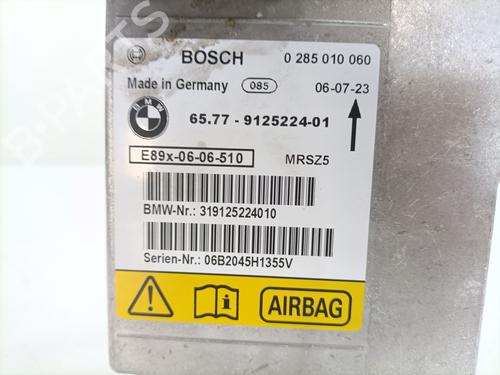 BOSCH 0 285 010 060
Made in Germany 085 06-07-23
BMW 65.77 - 9125224-01
E89x-06-06-510 MRSZ5
BMW-Nr.: 319125224010
Serien-Nr.: 06B2045H1355V
AIRBAG